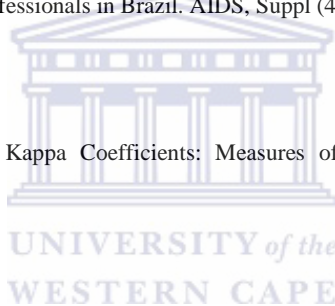 fessionals in Brazil. AIDS, Suppl (4
Kappa Coefficients: Measures of
UNIVERSITY of the
WESTERN CAPE